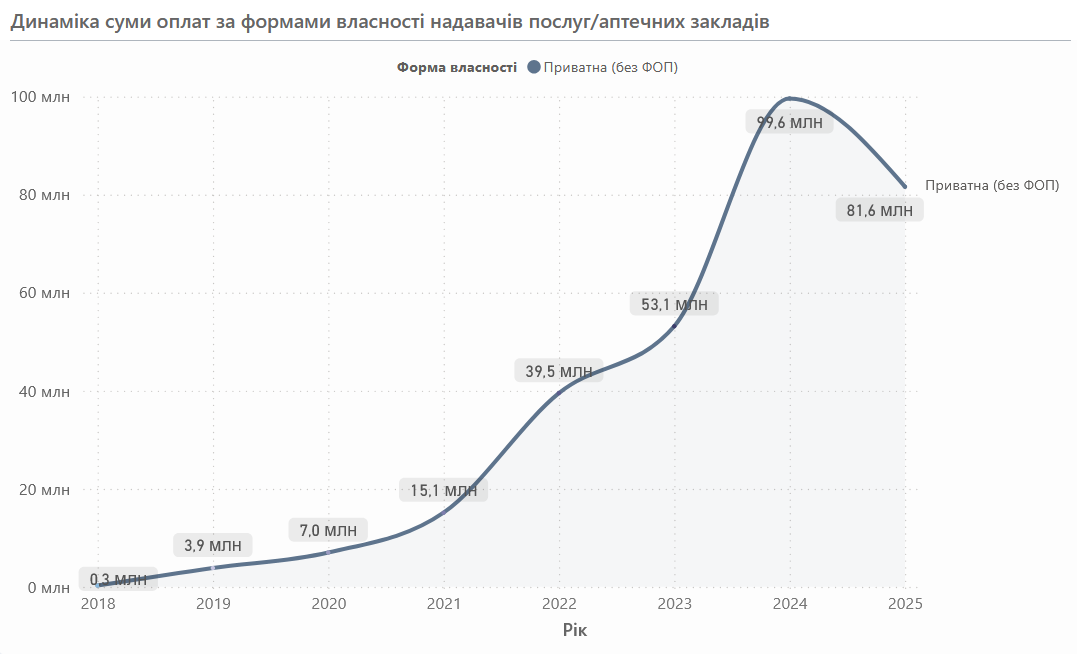 Динаміка суми оплат за формами власності надавачів послуг/аптечних закладів
Форма власності Приватна (без ФОП)
100 млн
80 млн
60 млн
40 млн
20 млн
0 млн
99,6 млн
Приватна (без ФОП)
81,6 млн
53,1 млн
39,5 млн
15,1 млн
7,0 млн
3,9 млн
0,3 млн
2018 2019 2020 2021 2022 2023 2024 2025
Рік